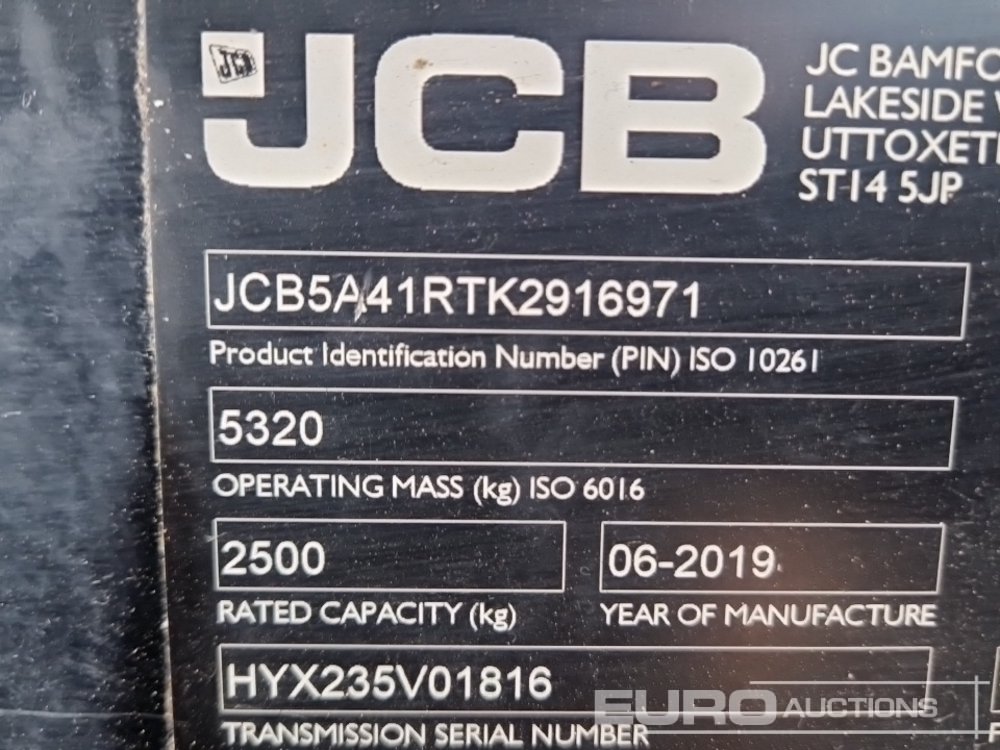 JCB
JCB
JC BAMFO
LAKESIDE
UTTOXET
ST14 5JP
JCB5A41RTK2916971
Product Identification Number (PIN) ISO 10261
5320
OPERATING MASS (kg) ISO 6016
2500
06-2019
RATED CAPACITY (kg)
YEAR OF MANUFACTURE
HYX235V01816
TRANSMISSION SERIAL NUMBER
EURO AUCTIONS